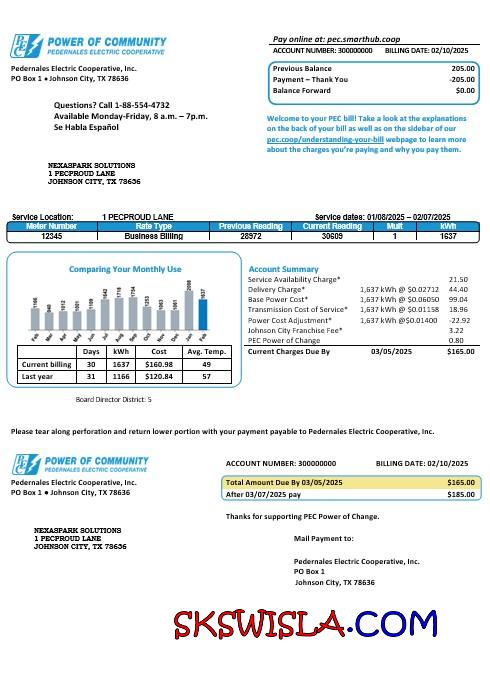 PEC POWER OF COMMUNITY
PEDERNALES ELECTRIC COOPERATIVE
Pedernales Electric Cooperative, Inc.
PO Box 1 ● Johnson City, TX 78636
Pay online at: pec.smarthub.coop
ACCOUNT NUMBER: 300000000 BILLING DATE: 02/10/2025
Previous Balance 205.00
Payment – Thank You -205.00
Balance Forward $0.00
Questions? Call 1-88-554-4732
Available Monday-Friday, 8 a.m. – 7p.m.
Se Habla Español
Welcome to your PEC bill! Take a look at the explanations
on the back of your bill as well as on the sidebar of our
pec.coop/understanding-your-bill webpage to learn more
about the charges you're paying and why you pay them.
NEXASPARK SOLUTIONS
1 PECPROUD LANE
JOHNSON CITY, TX 78636
Service Location: 1 PECPROUD LANE Service dates: 01/08/2025 – 02/07/2025
Meter Number Rate Type Previous Reading Current Reading Mult kWh
12345 Business Billing 28972 30609 1 1637
Comparing Your Monthly Use
1166 940 1012 1001 1109 1642 1716 1754 1253 1063 1061 2098 1637
Feb Mar Apr May Jun Jul Aug Sep Oct Nov Dec Jan Feb
Days kWh Cost Avg. Temp.
Current billing 30 1637 $160.98 49
Last year 31 1166 $120.84 57
Account Summary
Service Availability Charge* 21.50
Delivery Charge* 1,637 kWh @ $0.02712 44.40
Base Power Cost* 1,637 kWh @ $0.06050 99.04
Transmission Cost of Service* 1,637 kWh @ $0.01158 18.96
Power Cost Adjustment* 1,637 kWh @$0.01400 -22.92
Johnson City Franchise Fee* 3.22
PEC Power of Change 0.80
Current Charges Due By 03/05/2025 $165.00
Board Director District: 5
Please tear along perforation and return lower portion with your payment payable to Pedernales Electric Cooperative, Inc.
PEC POWER OF COMMUNITY
PEDERNALES ELECTRIC COOPERATIVE
Pedernales Electric Cooperative, Inc.
PO Box 1 ● Johnson City, TX 78636
ACCOUNT NUMBER: 300000000 BILLING DATE: 02/10/2025
Total Amount Due By 03/05/2025 $165.00
After 03/07/2025 pay $185.00
Thanks for supporting PEC Power of Change.
NEXASPARK SOLUTIONS
1 PECPROUD LANE
JOHNSON CITY, TX 78636
Mail Payment to:
Pedernales Electric Cooperative, Inc.
PO Box 1
Johnson City, TX 78636
SKSWISLA.COM